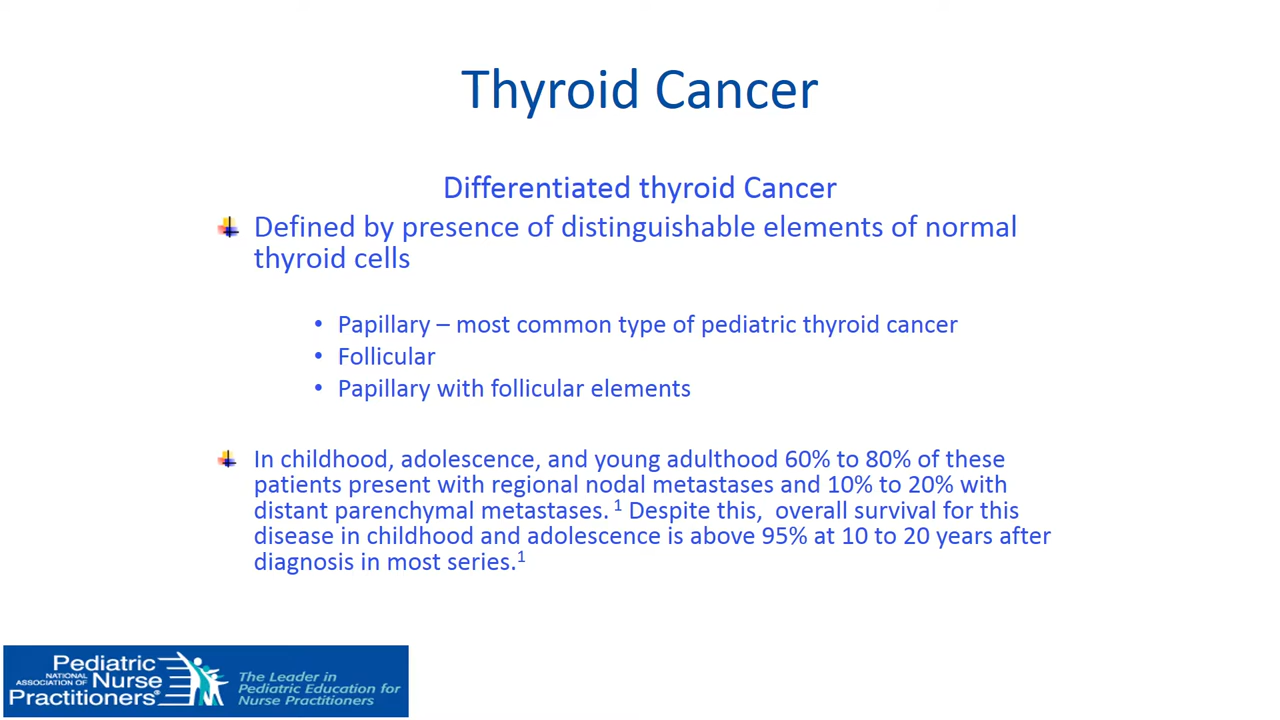 Thyroid Cancer
Differentiated thyroid Cancer
Defined by presence of distinguishable elements of normal
thyroid cells
• Papillary – most common type of pediatric thyroid cancer
• Follicular
• Papillary with follicular elements
In childhood, adolescence, and young adulthood 60% to 80% of these
patients present with regional nodal metastases and 10% to 20% with
distant parenchymal metastases. ¹ Despite this, overall survival for this
disease in childhood and adolescence is above 95% at 10 to 20 years after
diagnosis in most series.¹
Pediatric
NATIONAL
ASSOCIATION OF
Nurse
Practitioners®
The Leader in
Pediatric Education for
Nurse Practitioners